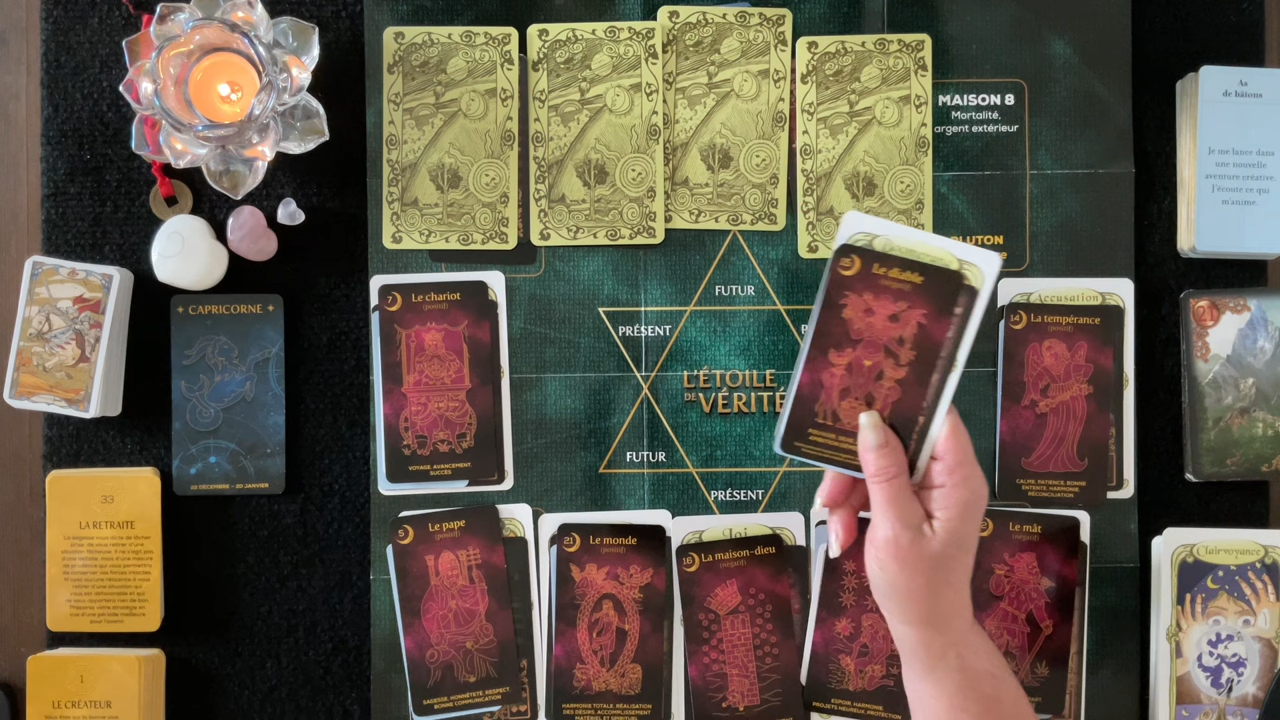 MAISON 8
Mortalité,
argent extérieur
As
de bâtons
Je me lance dans
une nouvelle
aventure créative.
J'écoute ce qui
m'anime.
CAPRICORNE
22 DÉCEMBRE - 20 JANVIER
7
Le chariot
(positif)
VOYAGE, AVANCEMENT,
SUCCÈS
FUTUR
PRÉSENT
L'ÉTOILE
DE VÉRITÉ
FUTUR
PRÉSENT
15
Le diable
Accusation
14
La tempérance
(positif)
CALME, PATIENCE, BONNE
ENTENTE, HARMONIE,
RÉCONCILIATION
21
33
LA RETRAITE
1
LE CRÉATEUR
5
Le pape
(positif)
SAGESSE, HONNÊTETÉ, RESPECT,
BONNE COMMUNICATION
21
Le monde
(positif)
HARMONIE TOTALE, RÉALISATION
DES DÉSIRS, ACCOMPLISSEMENT
MATÉRIEL ET SPIRITUEL
16
La maison-dieu
(négatif)
ESPOIR, HARMONIE
PROJETS HEUREUX, PROTECTION
Le mât
(négatif)
Clairvoyance